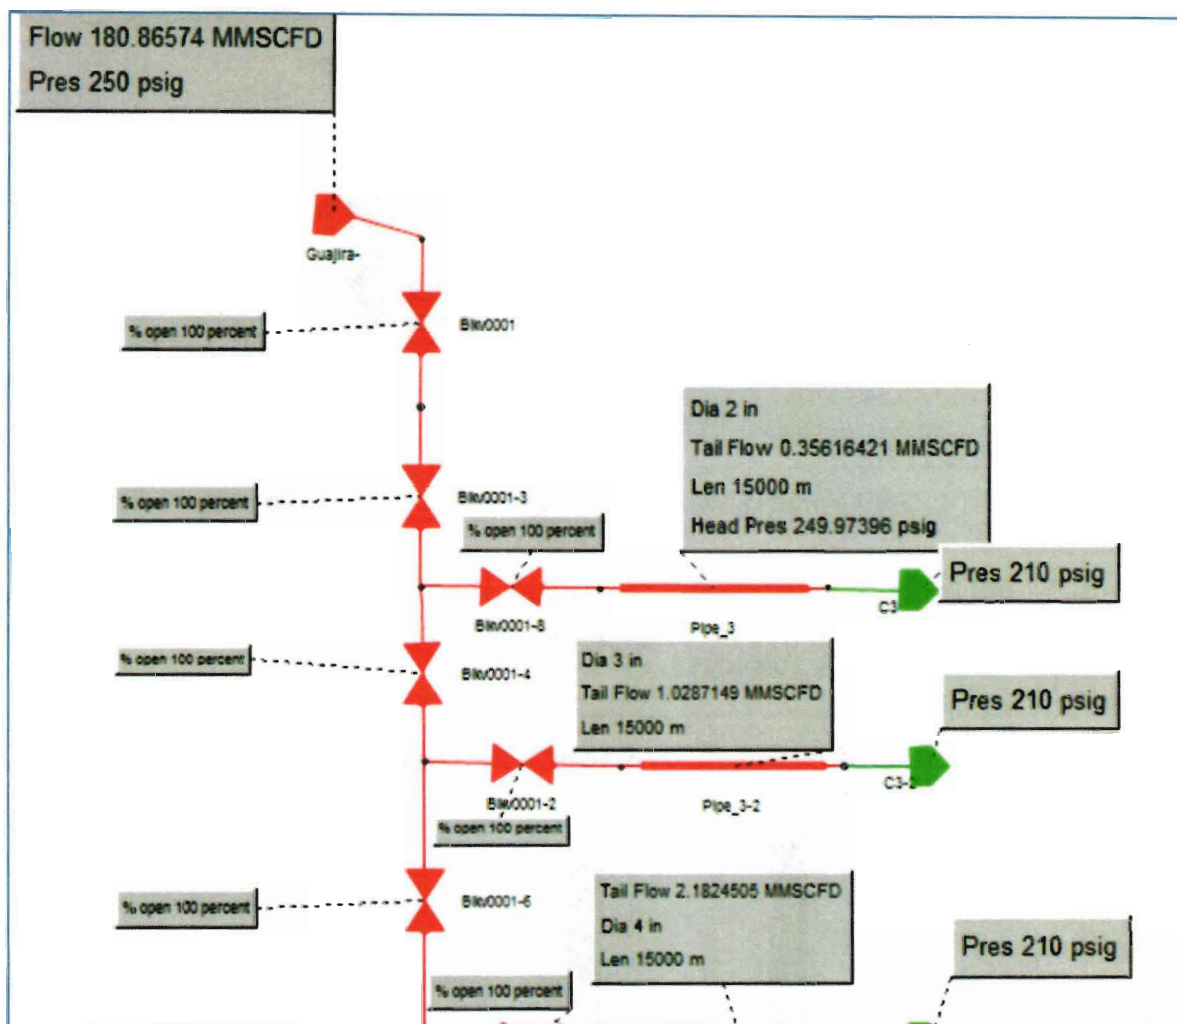 Flow 180.86574 MMSCFD
Pres 250 psig
Guajira-
% open 100 percent
Blkv0001
Dia 2 in
Tail Flow 0.35616421 MMSCFD
Len 15000 m
Head Pres 249.97396 psig
% open 100 percent
Blkv0001-3
% open 100 percent
Pres 210 psig
C3
Blkv0001-8
Pipe_3
% open 100 percent
Blkv0001-4
Dia 3 in
Tail Flow 1.0287149 MMSCFD
Len 15000 m
Pres 210 psig
C3-2
Blkv0001-2
Pipe_3-2
% open 100 percent
% open 100 percent
Blkv0001-6
Tail Flow 2.1824505 MMSCFD
Dia 4 in
Len 15000 m
Pres 210 psig
% open 100 percent